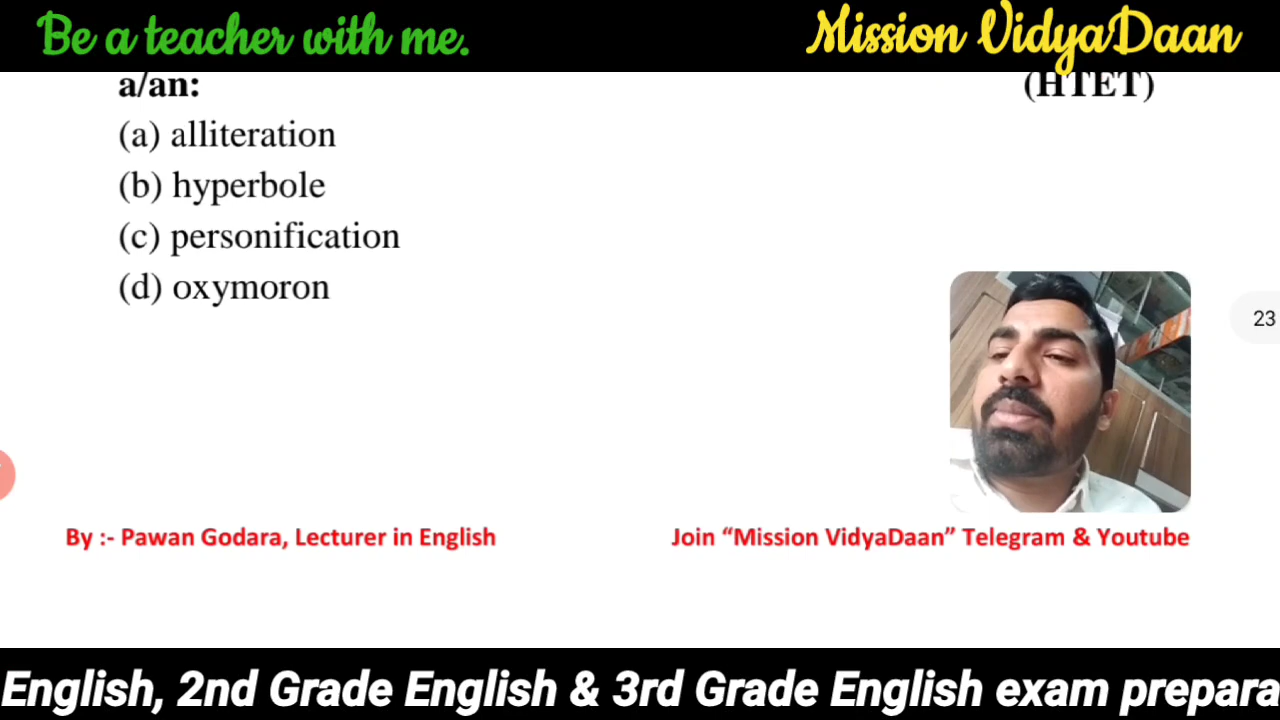 Be a teacher with me.
Mission VidyaDaan
a/an: (HTET)
(a) alliteration
(b) hyperbole
(c) personification
(d) oxymoron
23
By :- Pawan Godara, Lecturer in English
Join “Mission VidyaDaan” Telegram & Youtube
English, 2nd Grade English & 3rd Grade English exam prepara